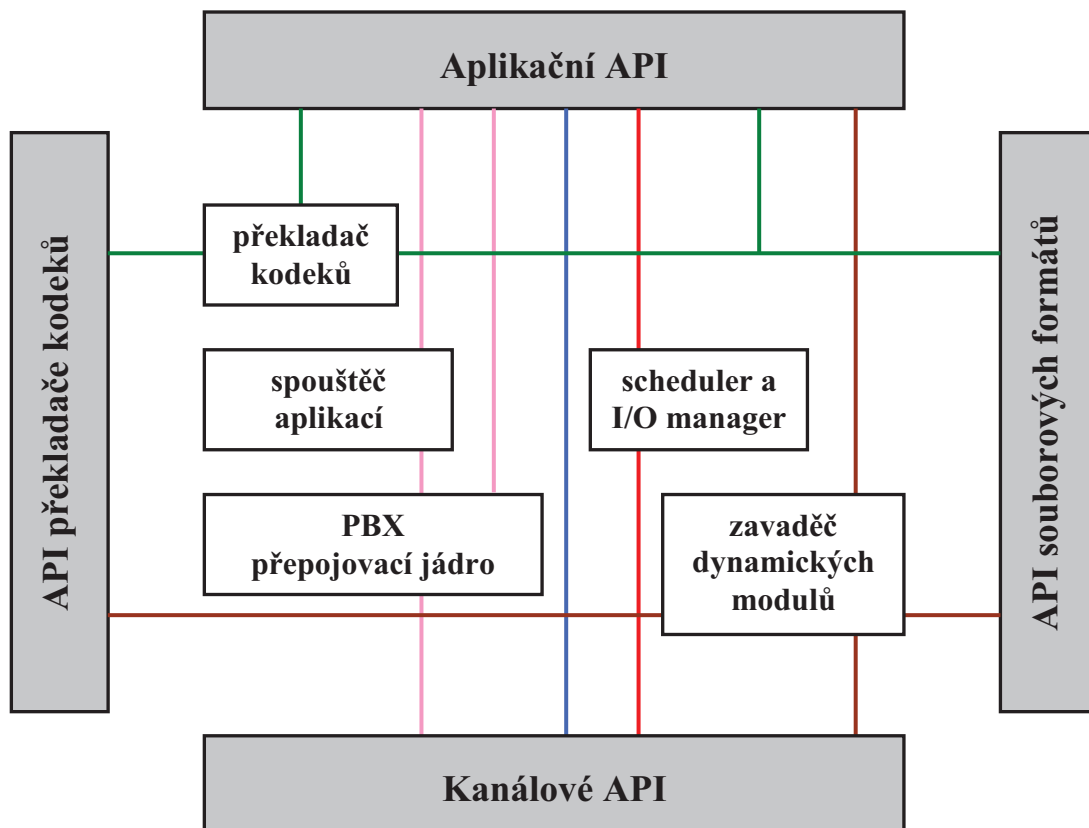 Aplikační API
API překladače kodeků
překladač
kodeků
spouštěč
aplikací
scheduler a
I/O manager
PBX
přepojovací jádro
zavaděč
dynamických
modulů
API souborových formátů
Kanálové API